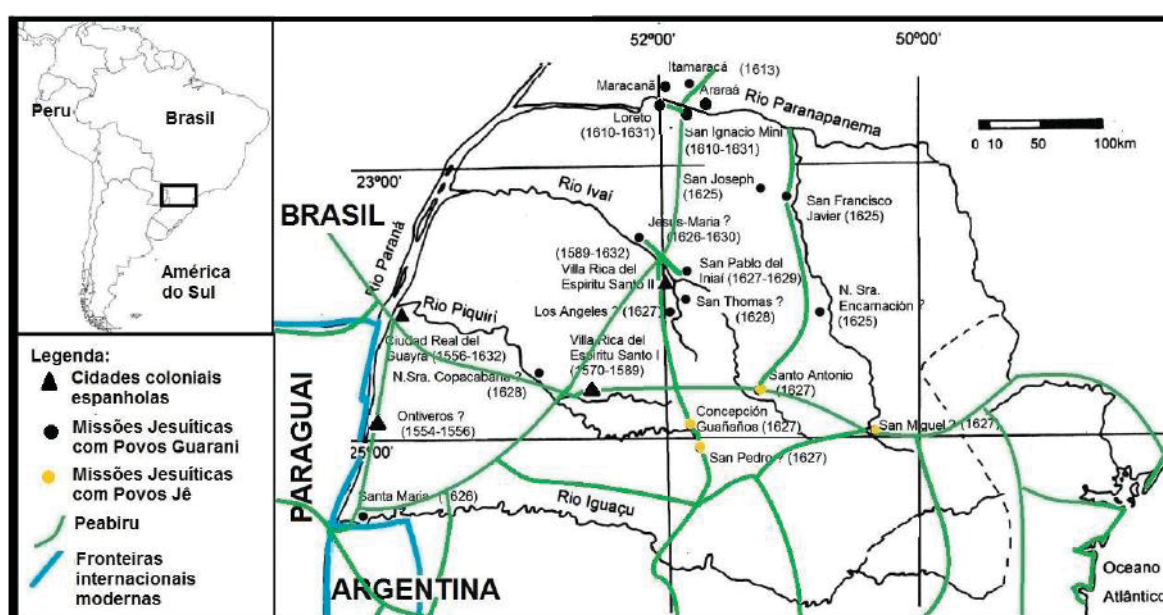 Peru
Brasil
América
do Sul
Legenda:
Cidades coloniais
espanholas
Missões Jesuíticas
com Povos Guarani
Missões Jesuíticas
com Povos Jê
Peabiru
Fronteiras
internacionais
modernas
52º00'
50º00'
Itamaracá (1613)
Maracanã
Araraá
Rio Paranapanema
Loreto
(1610-1631)
San Ignacio Mini
(1610-1631)
0 10 50 100km
23º00'
Rio Ivaí
San Joseph
(1625)
San Francisco
Javier (1625)
BRASIL
Rio Paraná
Jesus-Maria ?
(1626-1630)
(1589-1632)
Villa Rica del
Espiritu Santo II
San Pablo del
Iniaí (1627-1629)
Rio Piquirí
Los Angeles ? (1627)
San Thomas ?
(1628)
N. Sra.
Encarnación ?
(1625)
Ciudad Real del
Guayra (1556-1632)
Villa Rica del
Espiritu Santo I
(1570-1589)
N.Sra. Copacabana ?
(1628)
Santo Antonio
(1627)
PARAGUAI
Ontiveros ?
(1554-1556)
Concepción
Guañaños (1627)
San Miguel ? (1627)
25º00'
San Pedro ? (1627)
Santa Maria (1626)
Rio Iguaçu
ARGENTINA
Oceano
Atlântico